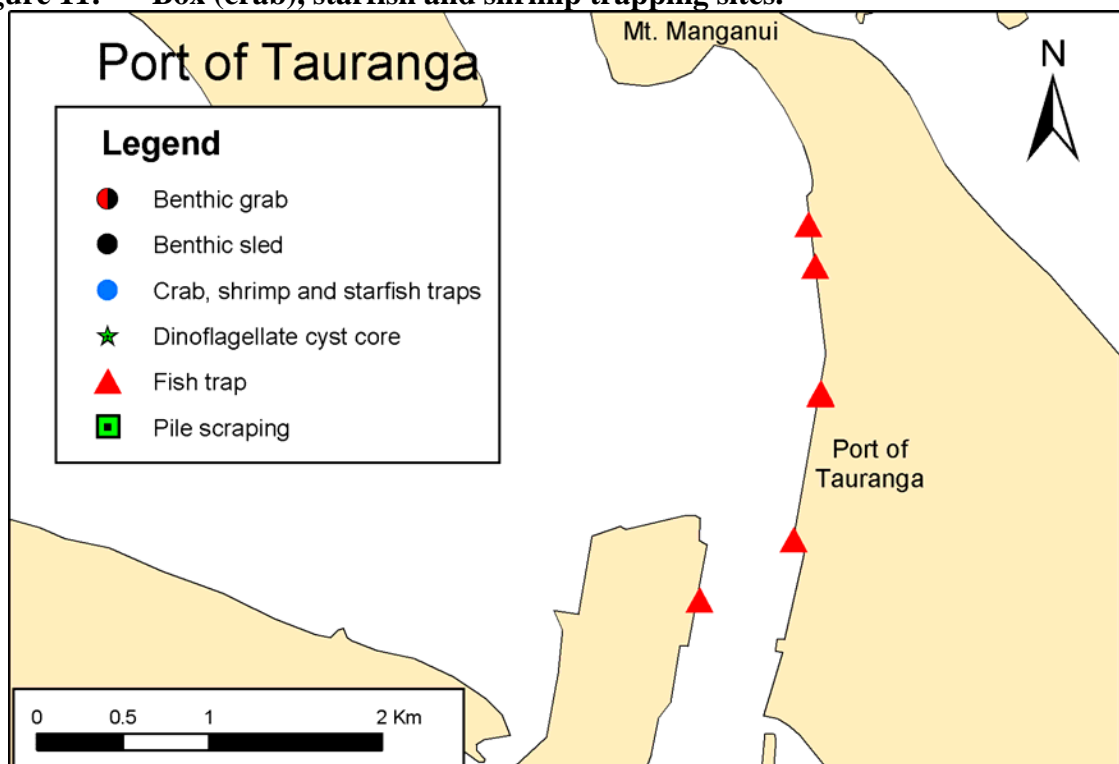 gure 11: Box (crab), starfish and shrimp trapping sites.
Mt. Manganui
Port of Tauranga
N
Legend
Benthic grab
Benthic sled
Crab, shrimp and starfish traps
Dinoflagellate cyst core
Fish trap
Pile scraping
Port of
Tauranga
0 0.5 1 2 Km